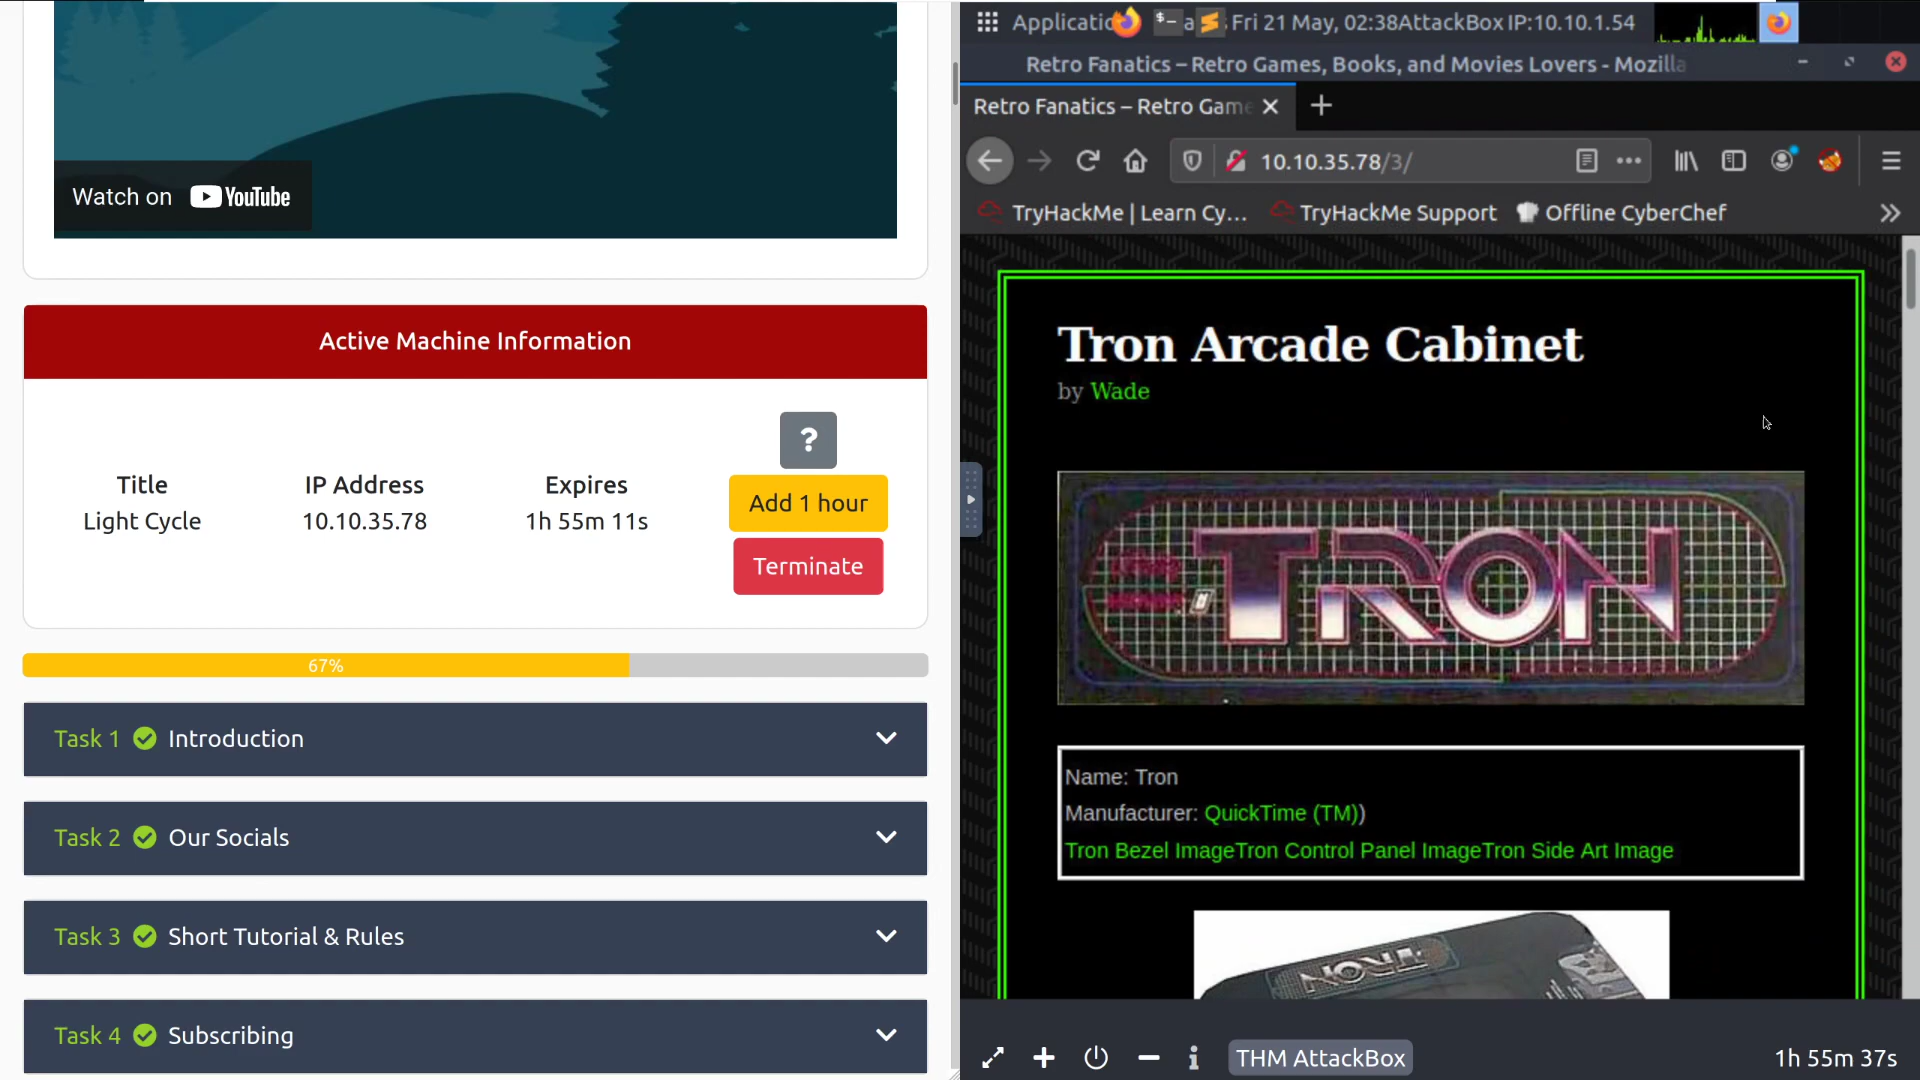 Watch on YouTube
Active Machine Information
Title
IP Address
Expires
?
Light Cycle
10.10.35.78
1h 55m 11s
Add 1 hour
Terminate
67%
Task 1 Introduction
Task 2 Our Socials
Task 3 Short Tutorial & Rules
Task 4 Subscribing
Fri 21 May, 02:38 AttackBox IP:10.10.1.54
Retro Fanatics – Retro Games, Books, and Movies Lovers - Mozilla
Retro Fanatics – Retro Game
10.10.35.78/3/
TryHackMe | Learn Cy...
TryHackMe Support
Offline CyberChef
Tron Arcade Cabinet
by Wade
TRON
Name: Tron
Manufacturer: QuickTime (TM))
Tron Bezel ImageTron Control Panel ImageTron Side Art Image
TRON
THM AttackBox
1h 55m 37s